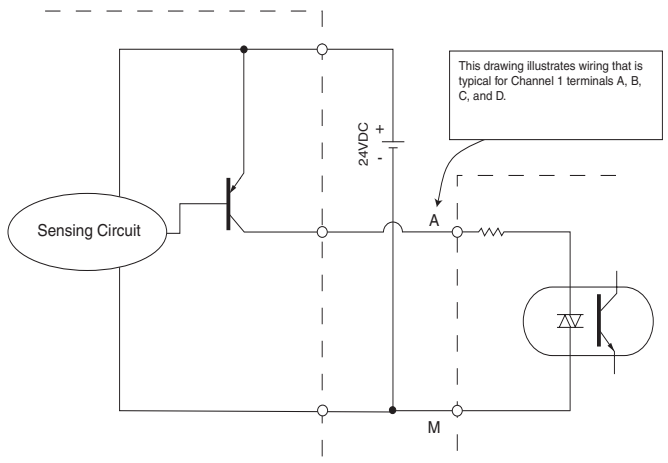 This drawing illustrates wiring that is
typical for Channel 1 terminals A, B,
C, and D.
24VDC
+
-
A
Sensing Circuit
M